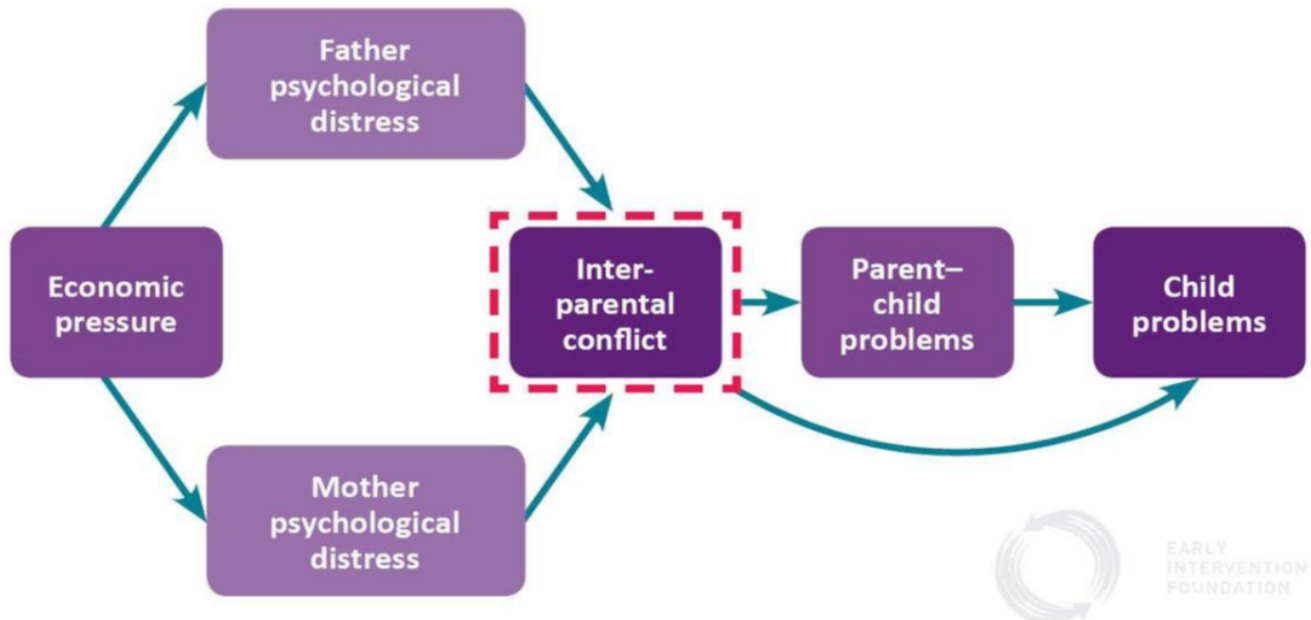 Father
psychological
distress
Economic
pressure
Inter-
parental
conflict
Parent–
child
problems
Child
problems
Mother
psychological
distress
EARLY
INTERVENTION
FOUNDATION